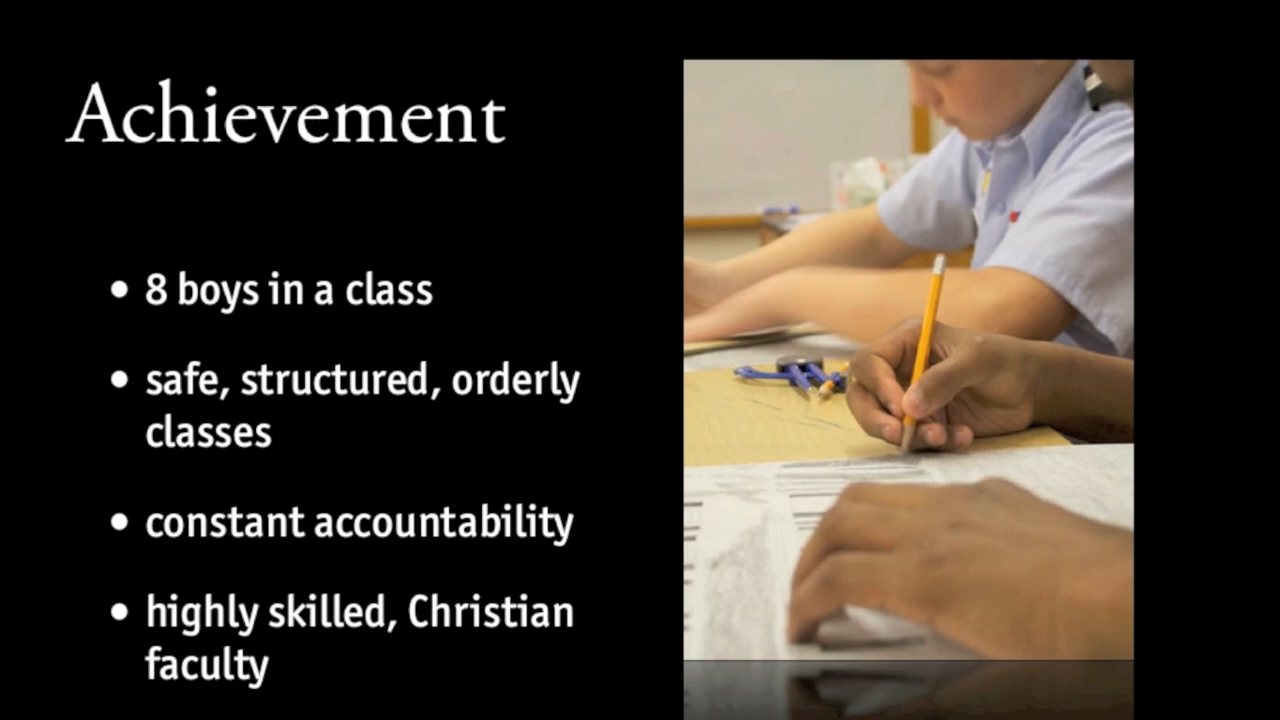 Achievement
• 8 boys in a class
• safe, structured, orderly
classes
• constant accountability
• highly skilled, Christian
faculty